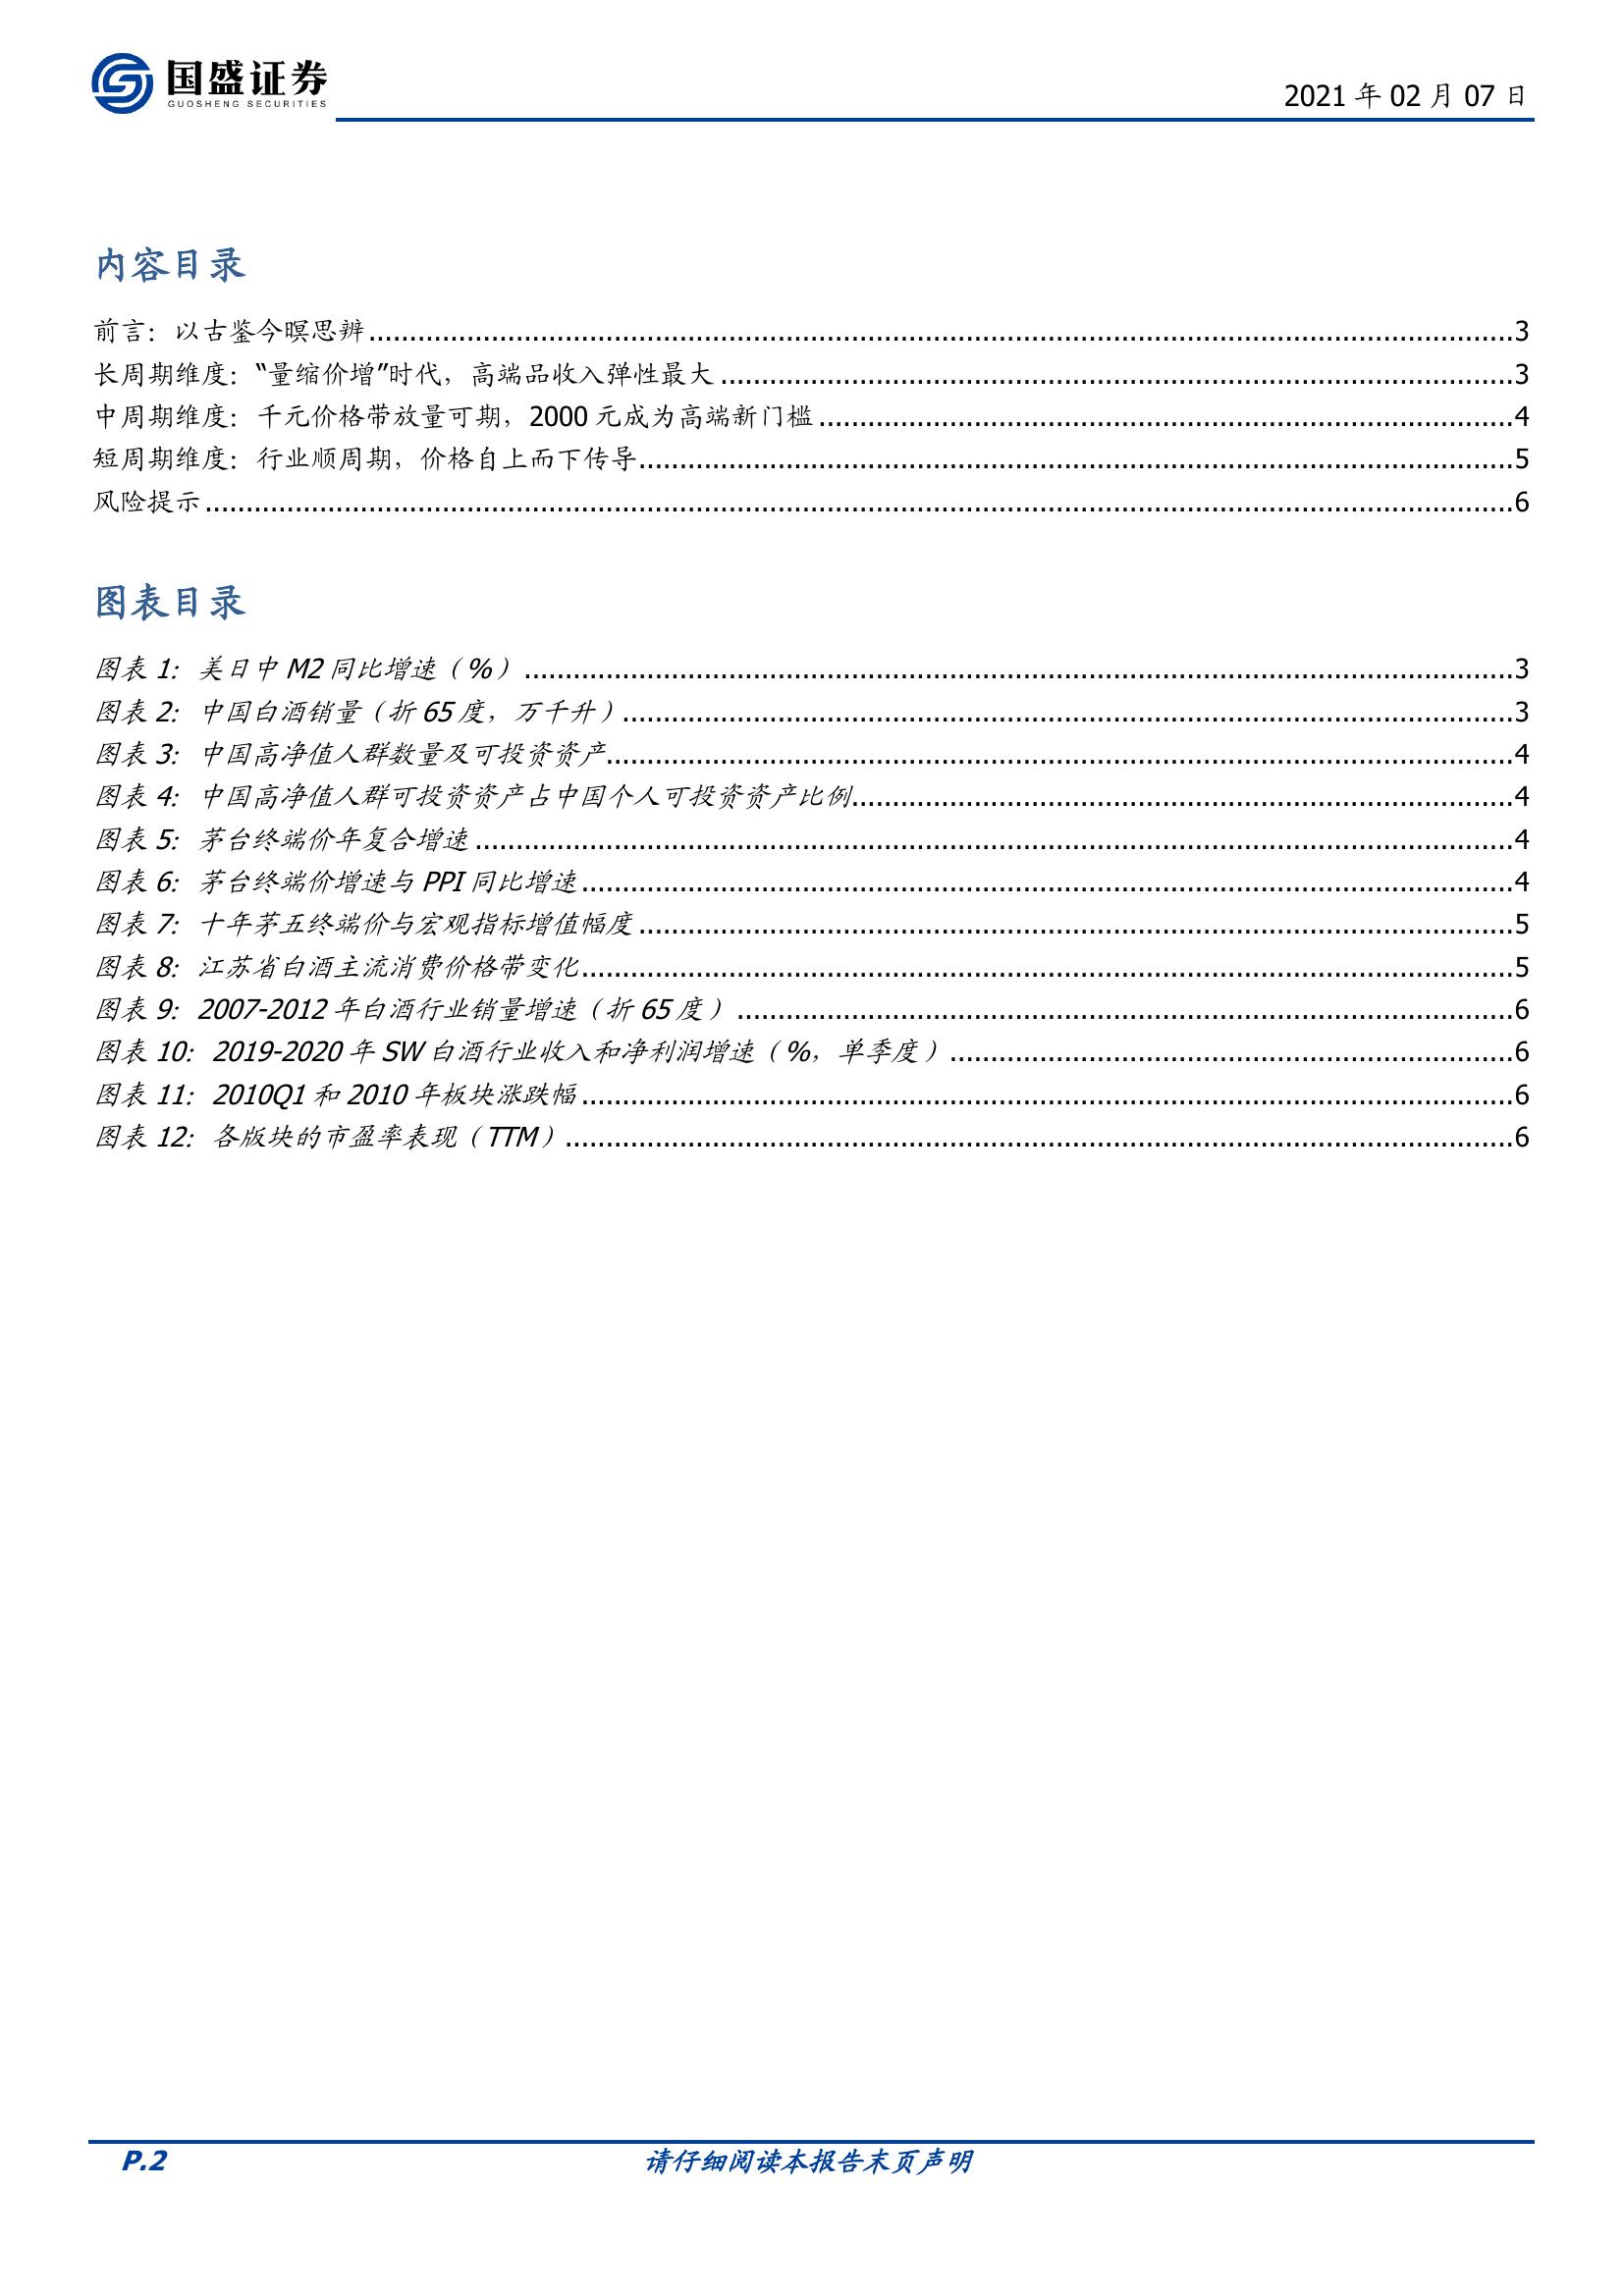 国盛证券
GUOSHENG SECURITIES
2021 年 02 月 07 日
内容目录
前言：以古鉴今暝思辨 3
长周期维度：“量缩价增”时代，高端品收入弹性最大 3
中周期维度：千元价格带放量可期，2000 元成为高端新门槛 4
短周期维度：行业顺周期，价格自上而下传导 5
风险提示 6
图表目录
图表 1：美日中 M2 同比增速（%） 3
图表 2：中国白酒销量（折 65 度，万千升） 3
图表 3：中国高净值人群数量及可投资资产 4
图表 4：中国高净值人群可投资资产占中国个人可投资资产比例 4
图表 5：茅台终端价年复合增速 4
图表 6：茅台终端价增速与 PPI 同比增速 4
图表 7：十年茅五终端价与宏观指标增值幅度 5
图表 8：江苏省白酒主流消费价格带变化 5
图表 9：2007-2012 年白酒行业销量增速（折 65 度） 6
图表 10：2019-2020 年 SW 白酒行业收入和净利润增速（%，单季度） 6
图表 11：2010Q1 和 2010 年板块涨跌幅 6
图表 12：各版块的市盈率表现（TTM） 6
P.2 请仔细阅读本报告末页声明